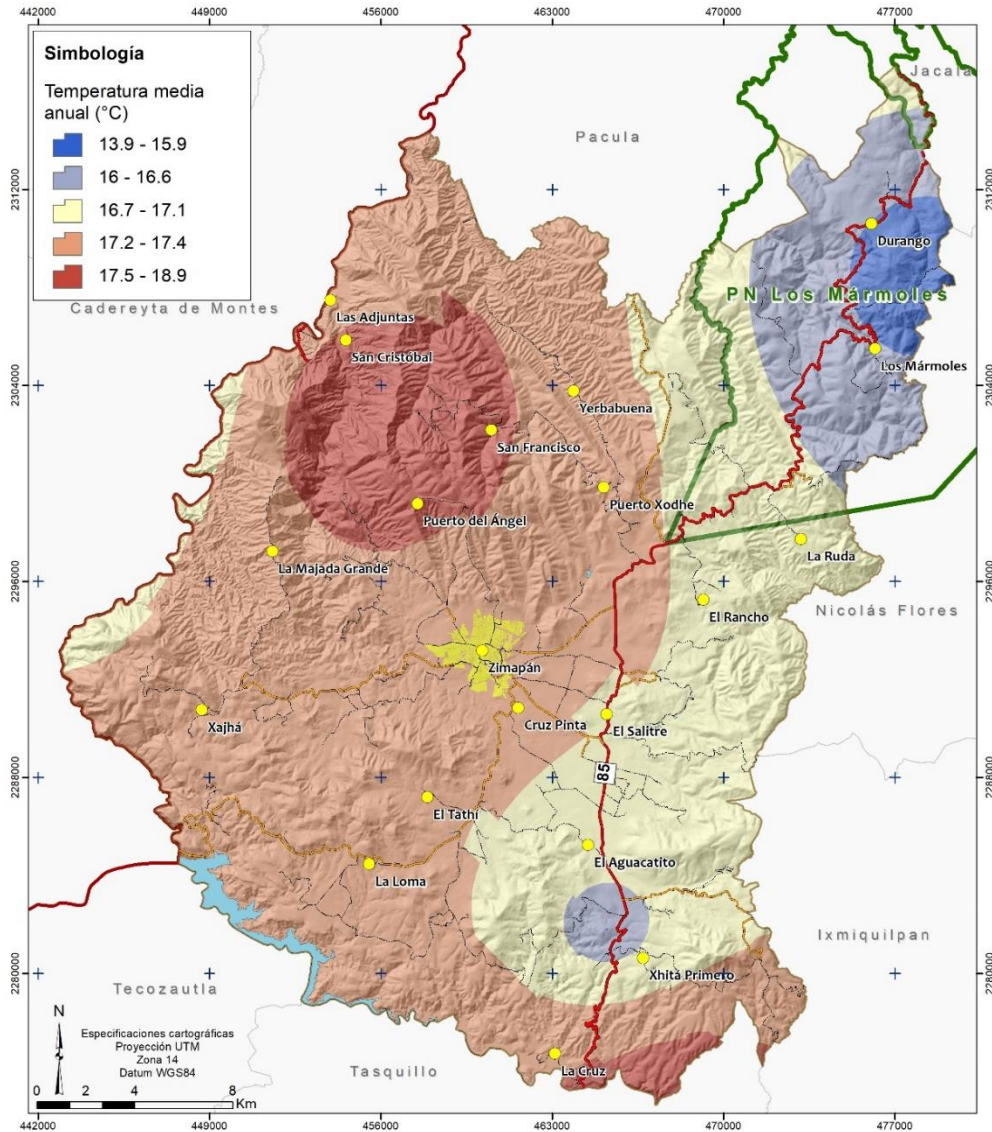 442000 449000 456000 463000 470000 477000
Simbología
Temperatura media
anual (°C)
13.9 - 15.9
16 - 16.6
16.7 - 17.1
17.2 - 17.4
17.5 - 18.9
Jacala
Pacula
2312000 2312000
Durango
PN Los Mármoles
Cadereyta de Montes
Las Adjuntas
San Cristóbal
Los Mármoles
2304000 2304000
Yerbabuena
San Francisco
Puerto Xodhe
Puerto del Ángel
La Ruda
La Majada Grande
2296000 2296000
El Rancho
Nicolás Flores
Zimapán
Xajhá
Cruz Pinta
El Salitre
2288000 2288000
85
El Tathí
El Aguacatito
La Loma
Ixmiquilpan
2280000 2280000
Xhitá Primero
Tecozautla
N
Especificaciones cartográficas
Proyección UTM
Zona 14
Datum WGS84
Tasquillo
La Cruz
0 2 4 8
Km
442000 449000 456000 463000 470000 477000